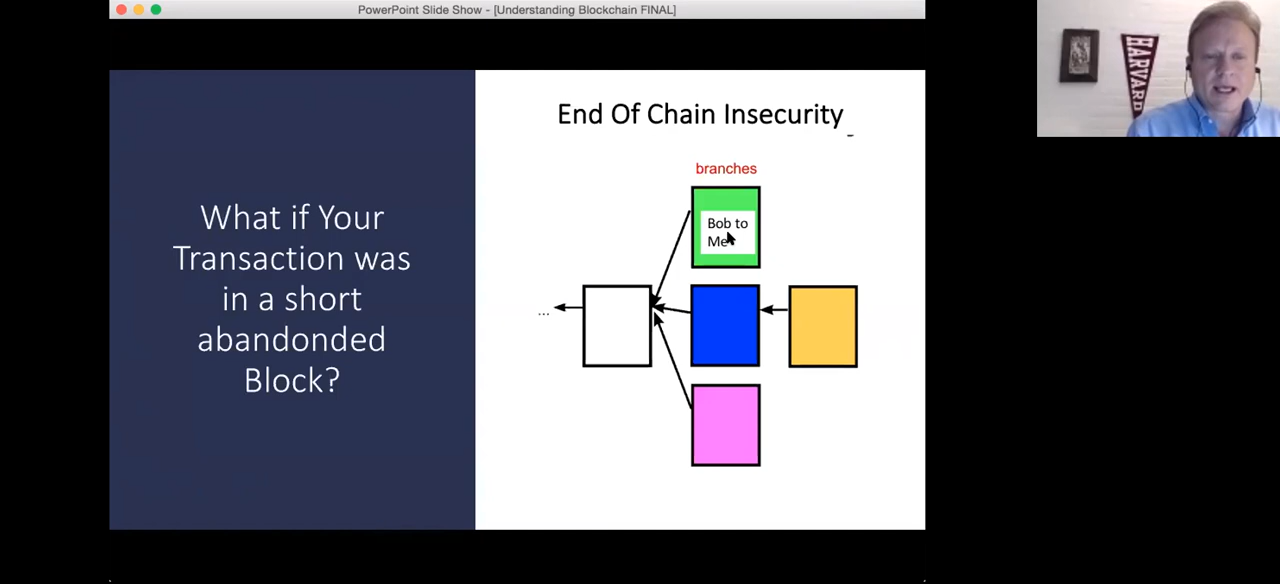 PowerPoint Slide Show - [Understanding Blockchain FINAL]
What if Your
Transaction was
in a short
abandonded
Block?
End Of Chain Insecurity
branches
Bob to
Me
...
HARVARD